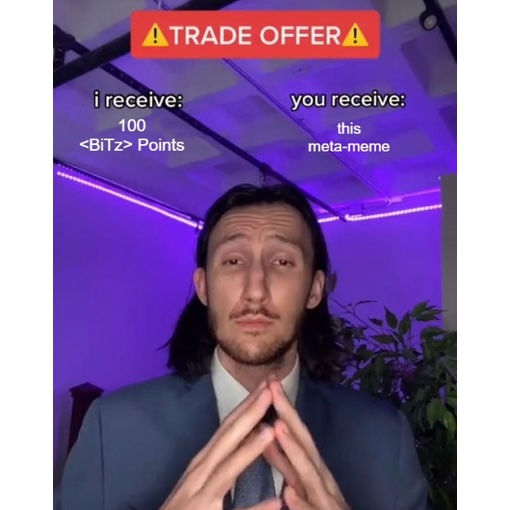 ⚠TRADE OFFER⚠
i receive:
100
<BiTz> Points
you receive:
this
meta-meme